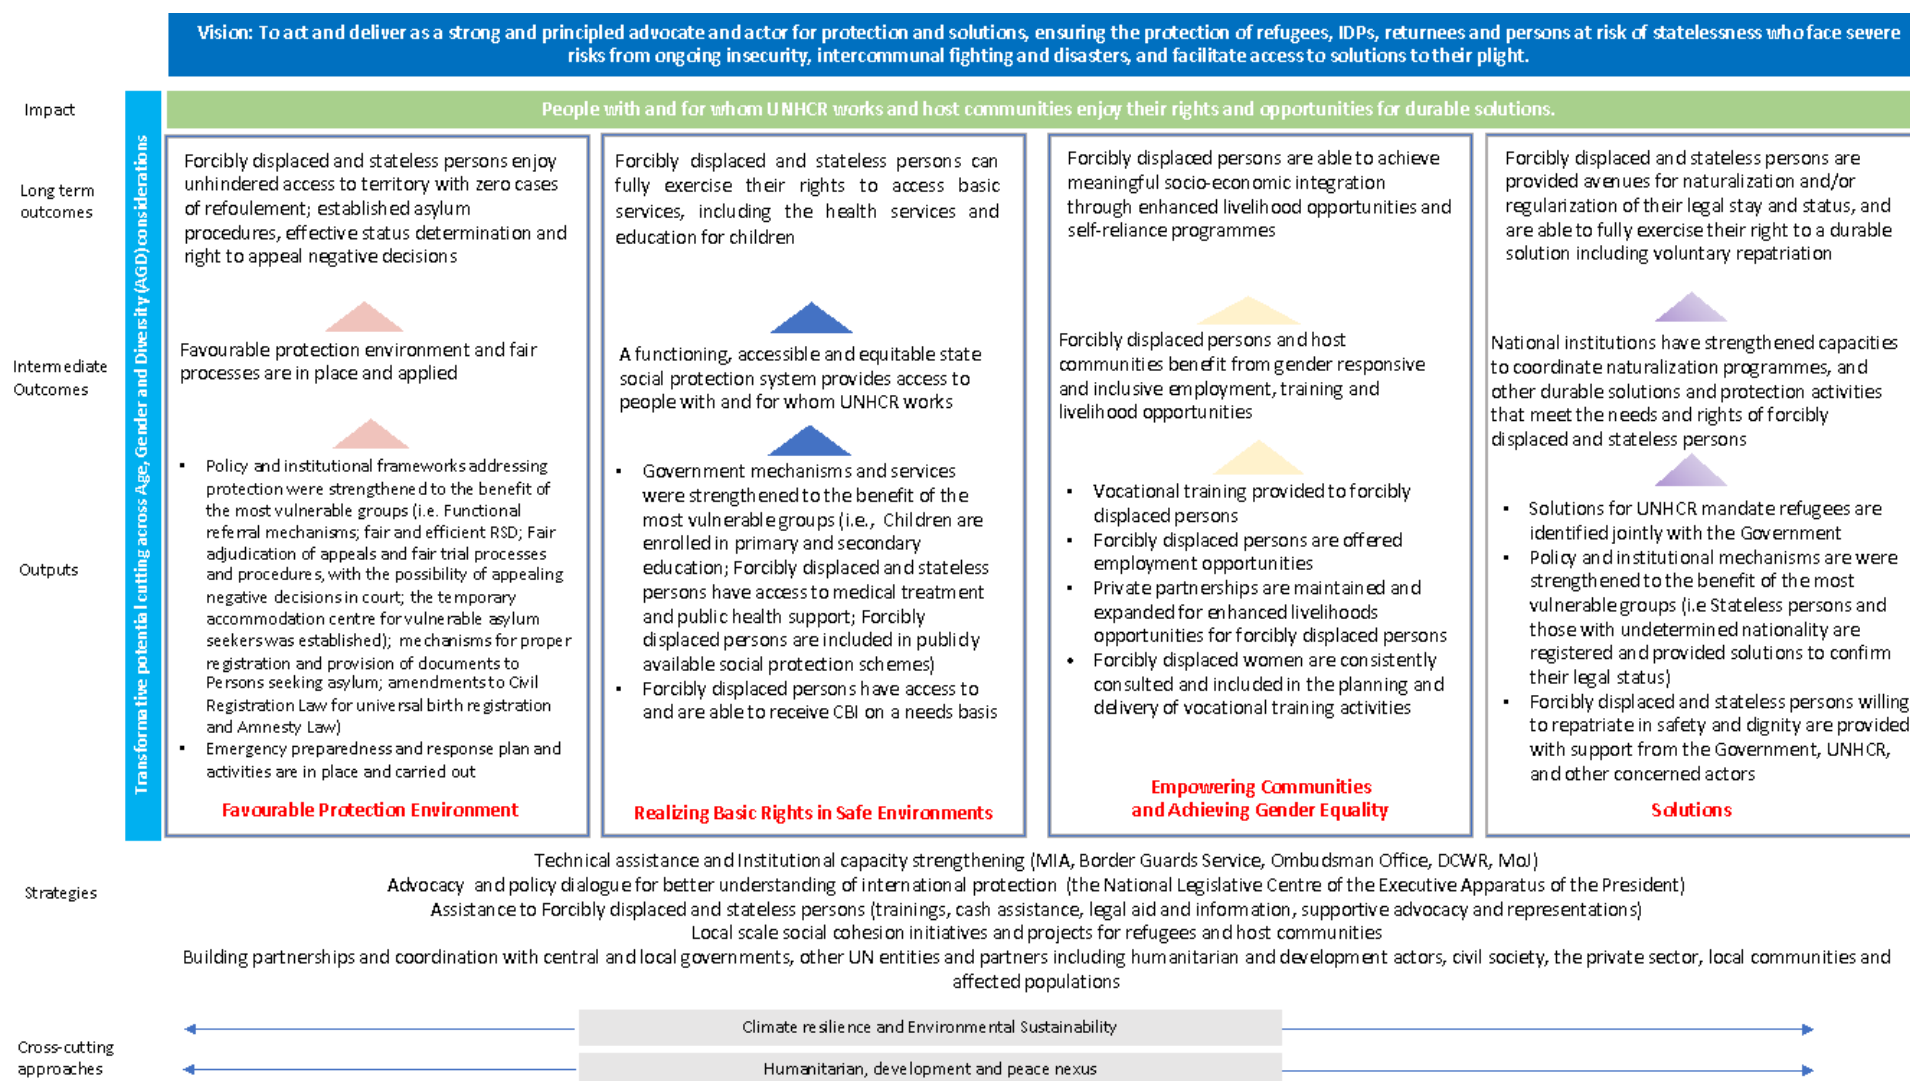 Vision: To act and deliver as a strong and principled advocate and actor for protection and solutions, ensuring the protection of refugees, IDPs, returnees and persons at risk of statelessness who face severe
risks from ongoing insecurity, intercommunal fighting and disasters, and facilitate access to solutions to their plight.
Impact
People with and for whom UNHCR works and host communities enjoy their rights and opportunities for durable solutions.
Transformative potential cutting across Age, Gender and Diversity (AGD) considerations
Long term
outcomes
Forcibly displaced and stateless persons enjoy
unhindered access to territory with zero cases
of refoulement; established asylum
procedures, effective status determination and
right to appeal negative decisions
Forcibly displaced and stateless persons can
fully exercise their rights to access basic
services, including the health services and
education for children
Forcibly displaced persons are able to achieve
meaningful socio-economic integration
through enhanced livelihood opportunities and
self-reliance programmes
Forcibly displaced and stateless persons are
provided avenues for naturalization and/or
regularization of their legal stay and status, and
are able to fully exercise their right to a durable
solution including voluntary repatriation
Intermediate
Outcomes
Favourable protection environment and fair
processes are in place and applied
A functioning, accessible and equitable state
social protection system provides access to
people with and for whom UNHCR works
Forcibly displaced persons and host
communities benefit from gender responsive
and inclusive employment, training and
livelihood opportunities
National institutions have strengthened capacities
to coordinate naturalization programmes, and
other durable solutions and protection activities
that meet the needs and rights of forcibly
displaced and stateless persons
Outputs
▪ Policy and institutional frameworks addressing
protection were strengthened to the benefit of
the most vulnerable groups (i.e. Functional
referral mechanisms; fair and efficient RSD; Fair
adjudication of appeals and fair trial processes
and procedures, with the possibility of appealing
negative decisions in court; the temporary
accommodation centre for vulnerable asylum
seekers was established); mechanisms for proper
registration and provision of documents to
Persons seeking asylum; amendments to Civil
Registration Law for universal birth registration
and Amnesty Law)
▪ Emergency preparedness and response plan and
activities are in place and carried out
Favourable Protection Environment
▪ Government mechanisms and services
were strengthened to the benefit of the
most vulnerable groups (i.e., Children are
enrolled in primary and secondary
education; Forcibly displaced and stateless
persons have access to medical treatment
and public health support; Forcibly
displaced persons are included in publicly
available social protection schemes)
▪ Forcibly displaced persons have access to
and are able to receive CBI on a needs basis
Realizing Basic Rights in Safe Environments
▪ Vocational training provided to forcibly
displaced persons
▪ Forcibly displaced persons are offered
employment opportunities
▪ Private partnerships are maintained and
expanded for enhanced livelihoods
opportunities for forcibly displaced persons
• Forcibly displaced women are consistently
consulted and included in the planning and
delivery of vocational training activities
Empowering Communities
and Achieving Gender Equality
▪ Solutions for UNHCR mandate refugees are
identified jointly with the Government
▪ Policy and institutional mechanisms are were
strengthened to the benefit of the most
vulnerable groups (i.e Stateless persons and
those with undetermined nationality are
registered and provided solutions to confirm
their legal status)
▪ Forcibly displaced and stateless persons willing
to repatriate in safety and dignity are provided
with support from the Government, UNHCR,
and other concerned actors
Solutions
Strategies
Technical assistance and Institutional capacity strengthening (MIA, Border Guards Service, Ombudsman Office, DCWR, MoJ)
Advocacy and policy dialogue for better understanding of international protection (the National Legislative Centre of the Executive Apparatus of the President)
Assistance to Forcibly displaced and stateless persons (trainings, cash assistance, legal aid and information, supportive advocacy and representations)
Local scale social cohesion initiatives and projects for refugees and host communities
Building partnerships and coordination with central and local governments, other UN entities and partners including humanitarian and development actors, civil society, the private sector, local communities and
affected populations
Cross-cutting
approaches
Climate resilience and Environmental Sustainability
Humanitarian, development and peace nexus